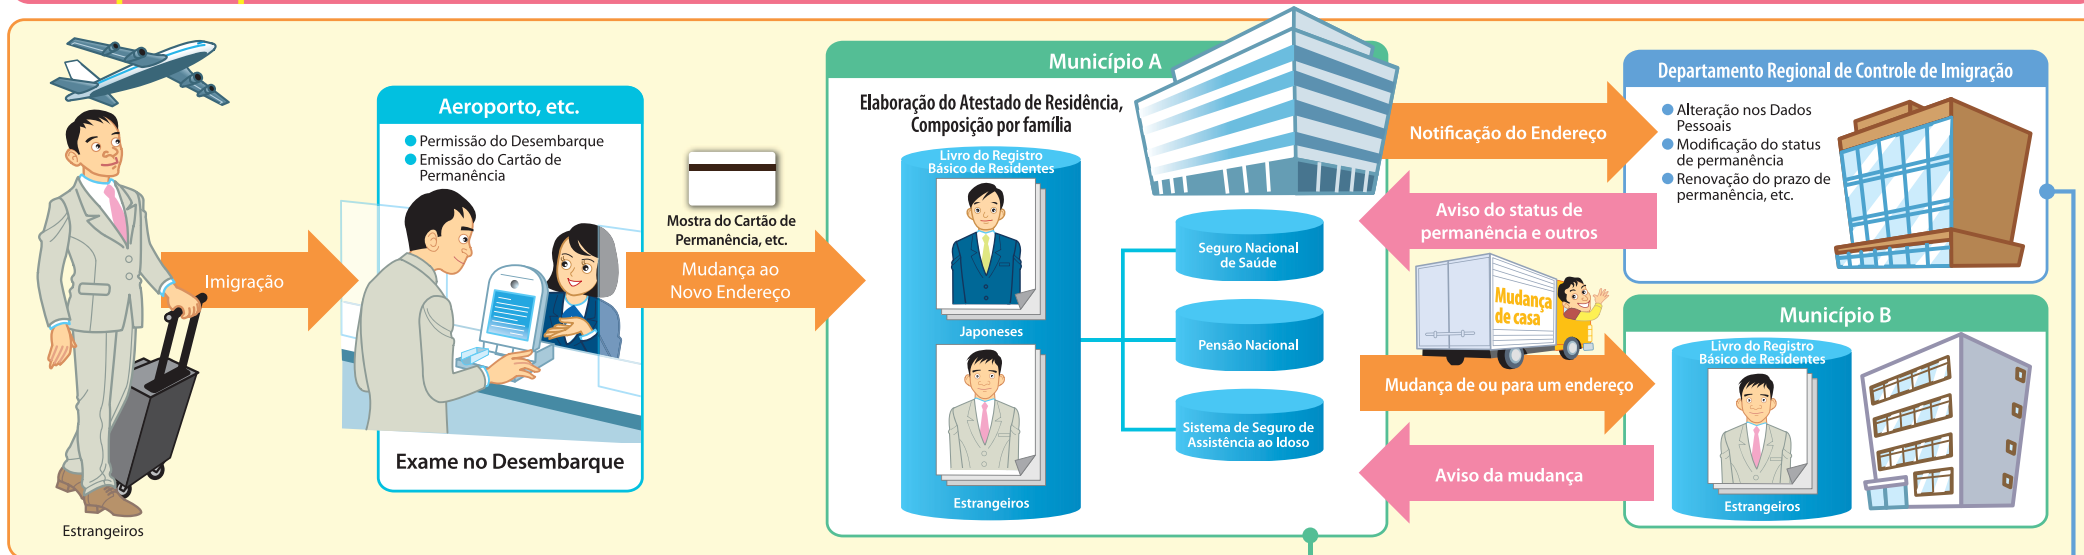 Estrangeiros
Imigração
Aeroporto, etc.
● Permissão do Desembarque
● Emissão do Cartão de
Permanência
Exame no Desembarque
Mostra do Cartão de
Permanência, etc.
Mudança ao
Novo Endereço
Município A
Elaboração do Atestado de Residência,
Composição por família
Livro do Registro
Básico de Residentes
Japoneses
Estrangeiros
Seguro Nacional
de Saúde
Pensão Nacional
Sistema de Seguro de
Assistência ao Idoso
Notificação do Endereço
Aviso do status de
permanência e outros
Mudança
de casa
Mudança de ou para um endereço
Aviso da mudança
Departamento Regional de Controle de Imigração
● Alteração nos Dados
Pessoais
● Modificação do status
de permanência
● Renovação do prazo de
permanência, etc.
Município B
Livro do Registro
Básico de Residentes
Estrangeiros